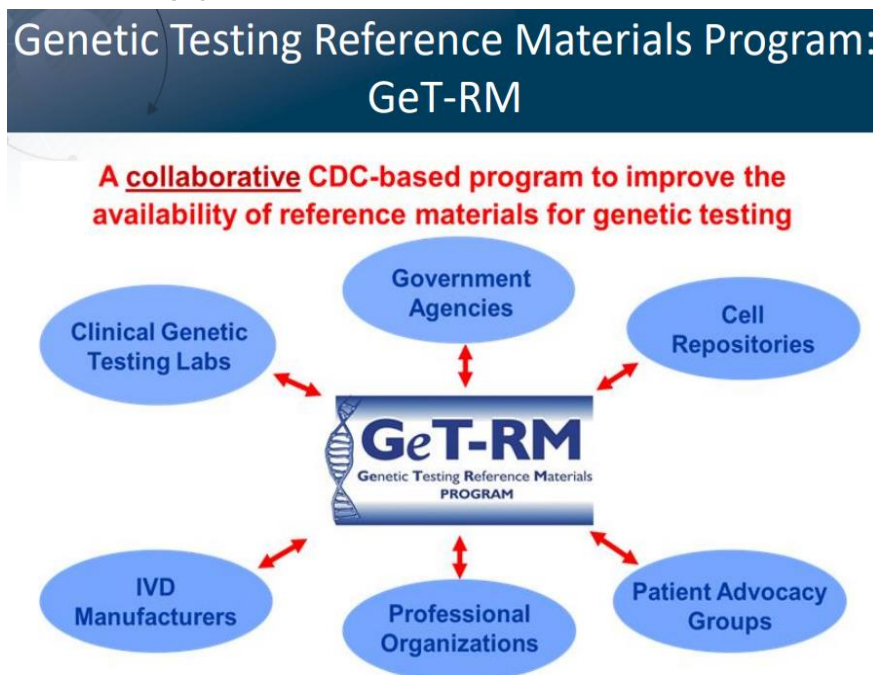 Genetic Testing Reference Materials Program:
GeT-RM
A collaborative CDC-based program to improve the
availability of reference materials for genetic testing
Government
Agencies
Clinical Genetic
Testing Labs
Cell
Repositories
GeT-RM
Genetic Testing Reference Materials
PROGRAM
IVD
Manufacturers
Professional
Organizations
Patient Advocacy
Groups